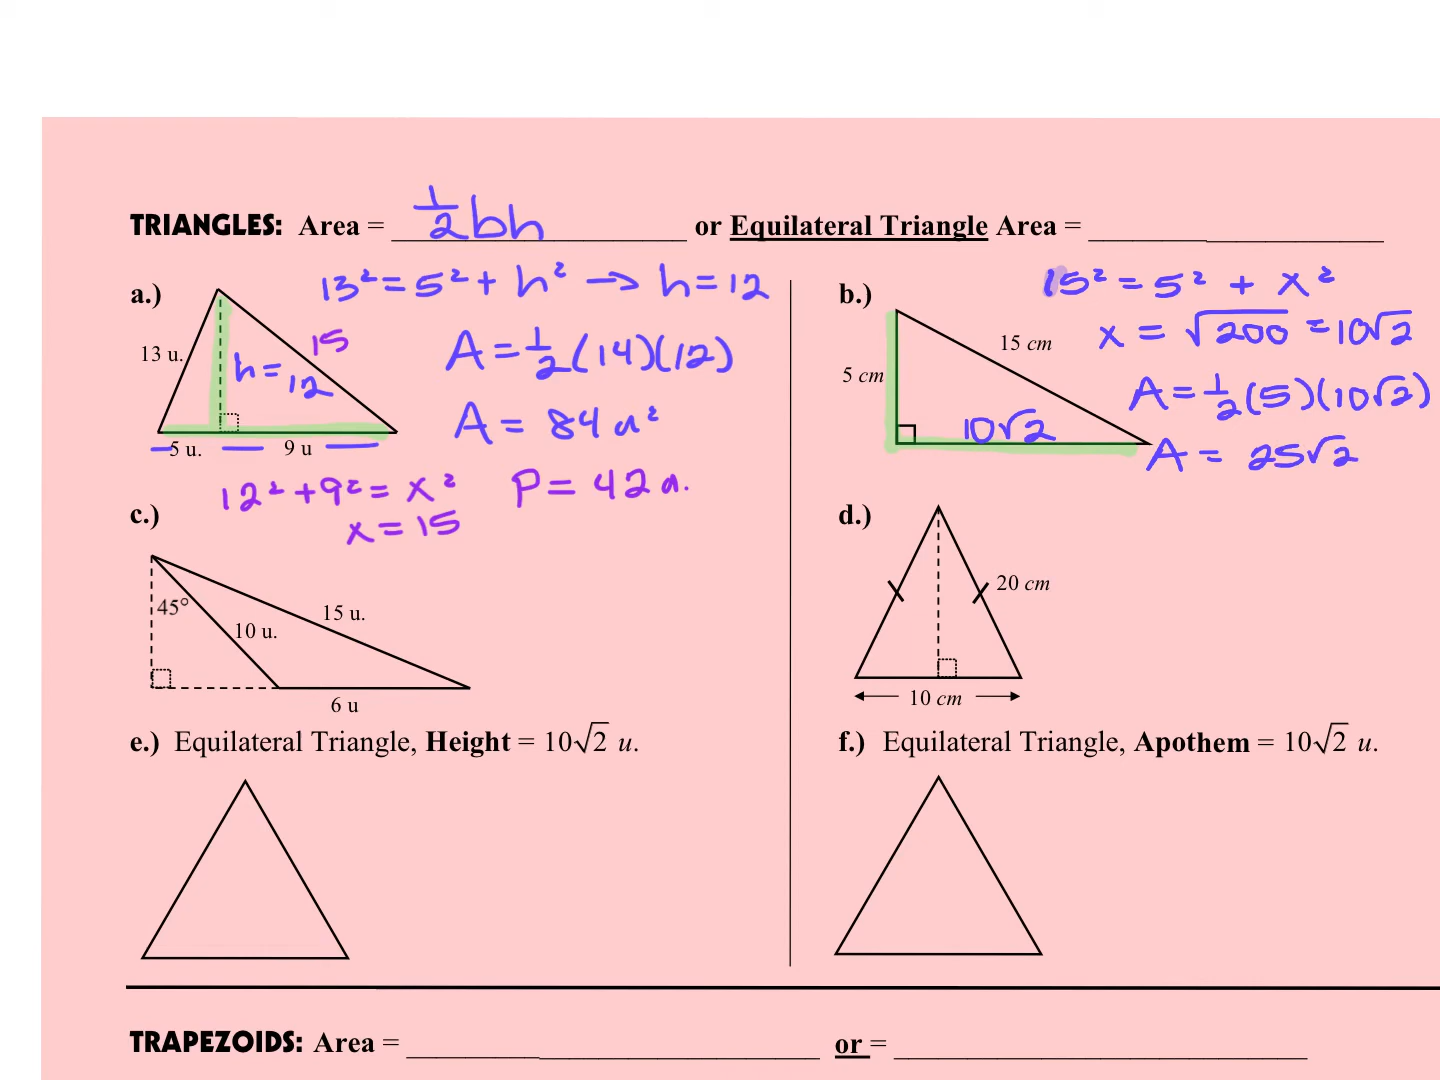 TRIANGLES: Area = ½bh or Equilateral Triangle Area = ____________________
a.) 13² = 5² + h² → h = 12
13 u.
h = 12
15
A = ½(14)(12)
A = 84 u²
5 u. 9 u
12² + 9² = x² P = 42 u.
x = 15
b.) 15² = 5² + x²
15 cm
x = √200 = 10√2
5 cm
A = ½(5)(10√2)
10√2
A = 25√2
c.)
45°
15 u.
10 u.
6 u
d.)
20 cm
10 cm
e.) Equilateral Triangle, Height = 10√2 u.
f.) Equilateral Triangle, Apothem = 10√2 u.
TRAPEZOIDS: Area = ____________________ or = ____________________